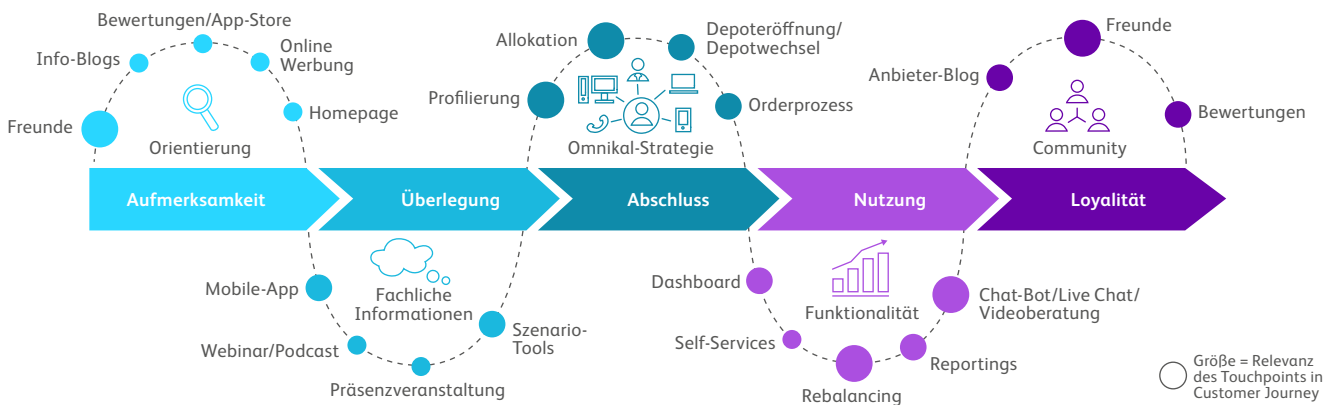 Bewertungen/App-Store
Info-Blogs
Online
Werbung
Freunde
Homepage
Orientierung
Allokation
Depoteröffnung/
Depotwechsel
Profilierung
Orderprozess
Omnikal-Strategie
Freunde
Anbieter-Blog
Bewertungen
Community
Aufmerksamkeit
Überlegung
Abschluss
Nutzung
Loyalität
Mobile-App
Fachliche
Informationen
Webinar/Podcast
Szenario-
Tools
Präsenzveranstaltung
Dashboard
Funktionalität
Chat-Bot/Live Chat/
Videoberatung
Self-Services
Reportings
Rebalancing
Größe = Relevanz
des Touchpoints in
Customer Journey